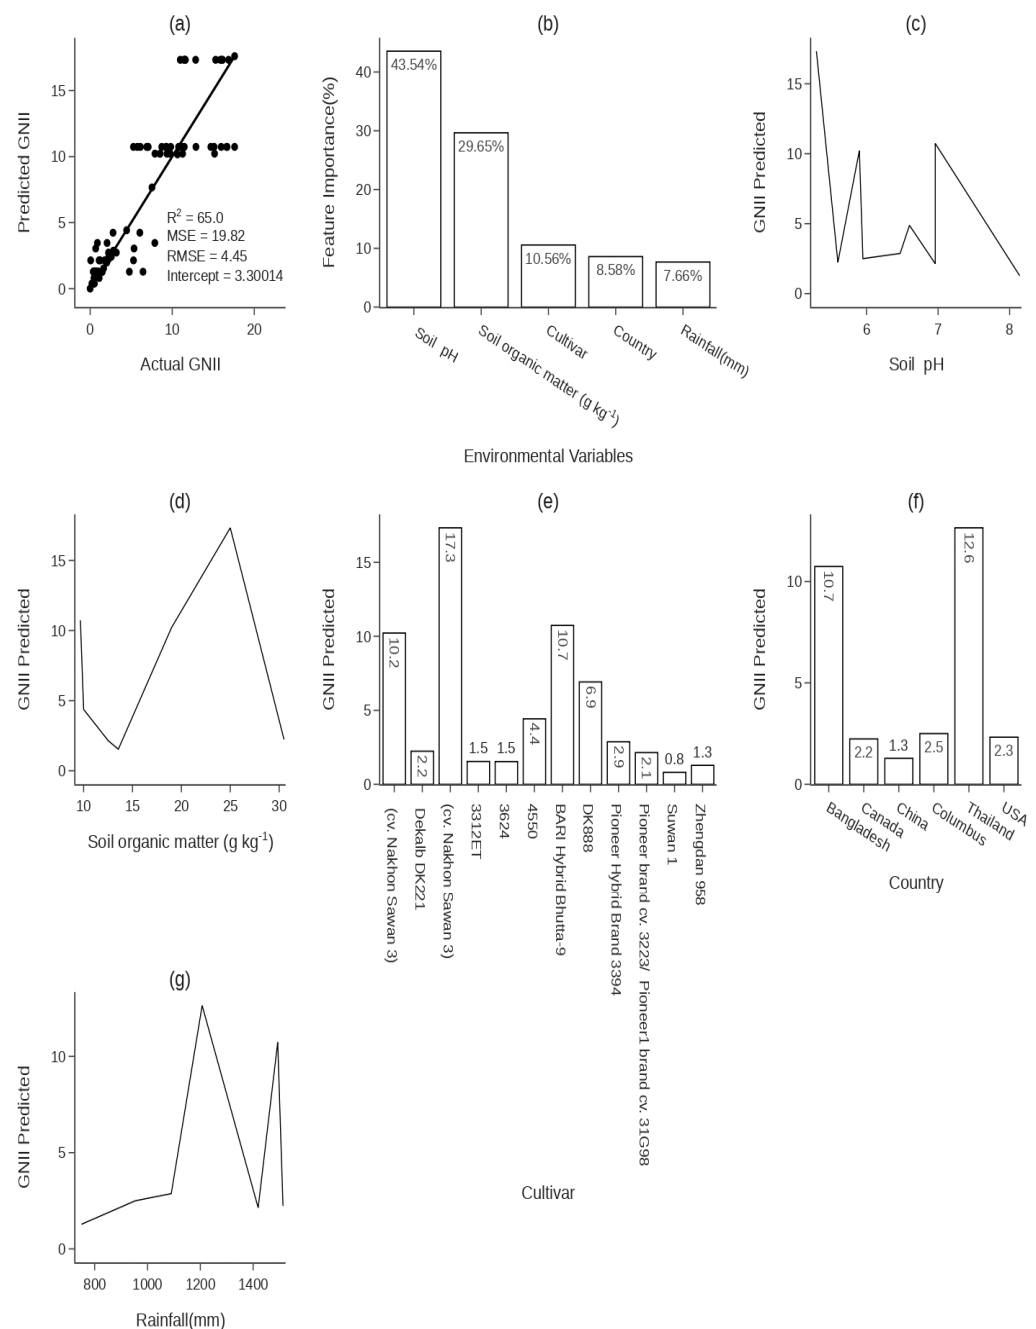 (a)
Predicted GNII
15
10
5
0
R2 = 65.0
MSE = 19.82
RMSE = 4.45
Intercept = 3.30014
0 10 20
Actual GNII
(b)
Feature Importance(%)
40
30
20
10
0
43.54%
29.65%
10.56%
8.58%
7.66%
Soil pH
Soil organic matter (g kg-1)
Cultivar
Country
Rainfall(mm)
Environmental Variables
(c)
GNII Predicted
15
10
5
0
6 7 8
Soil pH
(d)
GNII Predicted
15
10
5
0
10 15 20 25 30
Soil organic matter (g kg-1)
(e)
GNII Predicted
15
10
5
0
10.2
2.2
17.3
1.5
1.5
4.4
10.7
6.9
2.9
2.1
0.8
1.3
(cv. Nakhon Sawan 3)
Dekalb DK221
(cv. Nakhon Sawan 3)
3312ET
3624
4550
BARI Hybrid Bhutta-9
DK888
Pioneer Hybrid Brand 3394
Pioneer brand cv. 3223/ Pioneer1 brand cv. 31G98
Suwan 1
Zhengdan 958
Cultivar
(f)
GNII Predicted
10
5
0
10.7
2.2
1.3
2.5
12.6
2.3
Bangladesh
Canada
China
Columbus
Thailand
USA
Country
(g)
GNII Predicted
10
5
0
800 1000 1200 1400
Rainfall(mm)